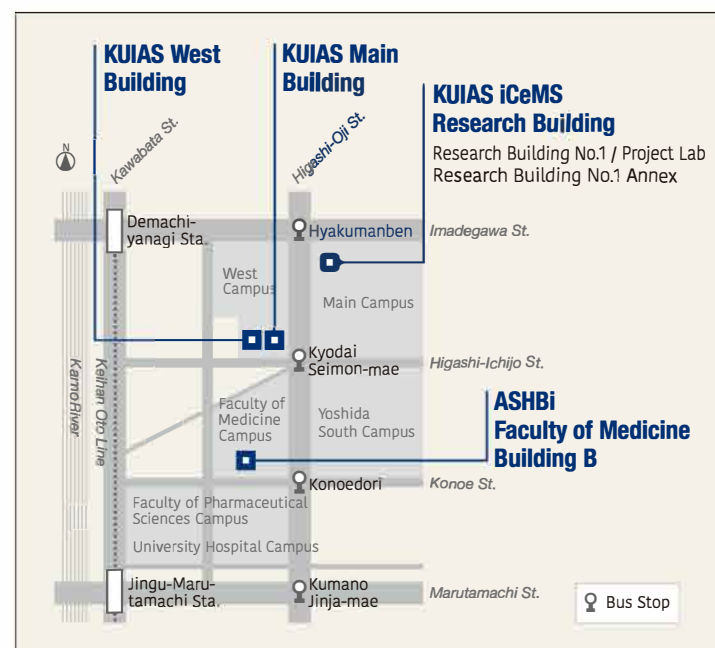 KUIAS West
Building
KUIAS Main
Building
KUIAS iCeMS
Research Building
Research Building No.1 / Project Lab
Research Building No.1 Annex
N
Kawabata St.
Higashi-Oji St.
Demachi-
yanagi Sta.
Hyakumanben
Imadegawa St.
West
Campus
Main Campus
Kyodai
Seimon-mae
Higashi-Ichijo St.
Kamo River
Keihan Oto Line
Faculty of
Medicine
Campus
Yoshida
South Campus
ASHBi
Faculty of Medicine
Building B
Konoedori
Konoe St.
Faculty of Pharmaceutical
Sciences Campus
University Hospital Campus
Jingu-Maru-
tamachi Sta.
Kumano
Jinja-mae
Marutamachi St.
Bus Stop